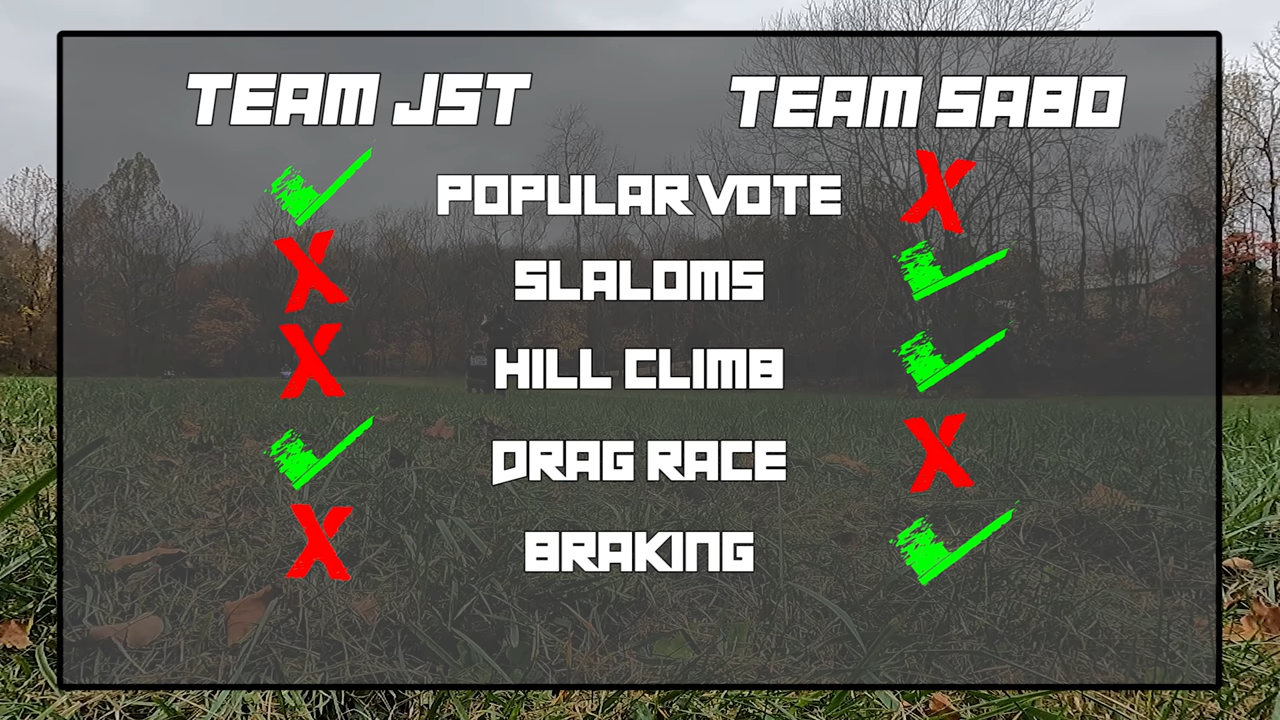 TEAM JST
TEAM SABO
POPULAR VOTE
SLALOMS
HILL CLIMB
DRAG RACE
BRAKING